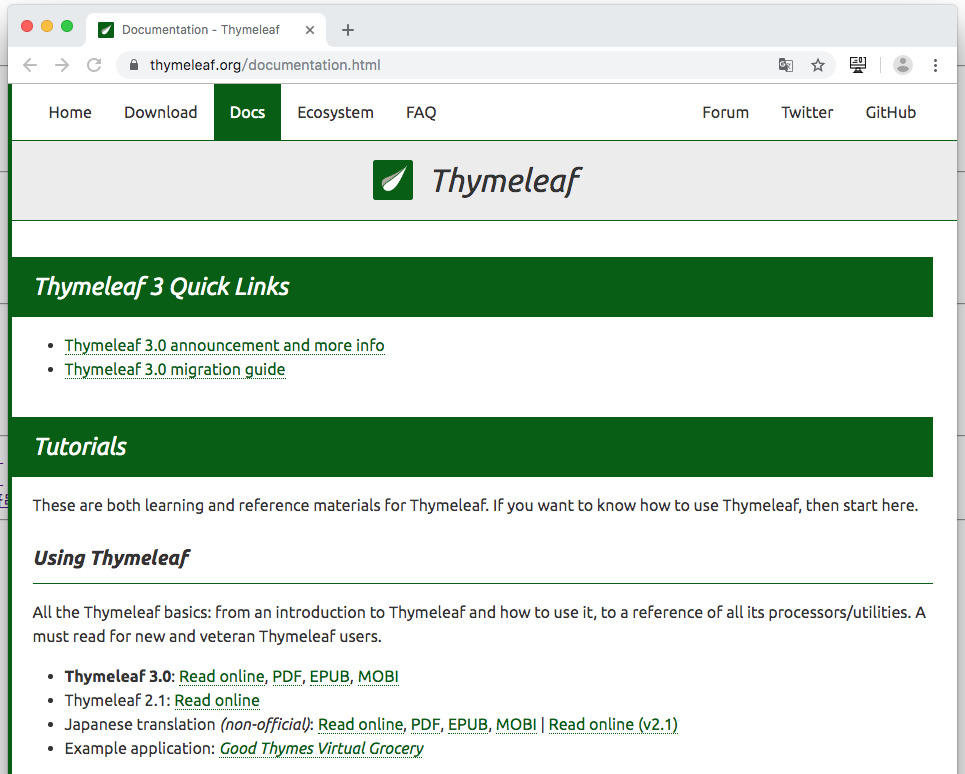 Documentation - Thymeleaf
thymeleaf.org/documentation.html
Home Download Docs Ecosystem FAQ Forum Twitter GitHub
Thymeleaf
Thymeleaf 3 Quick Links
• Thymeleaf 3.0 announcement and more info
• Thymeleaf 3.0 migration guide
Tutorials
These are both learning and reference materials for Thymeleaf. If you want to know how to use Thymeleaf, then start here.
Using Thymeleaf
All the Thymeleaf basics: from an introduction to Thymeleaf and how to use it, to a reference of all its processors/utilities. A
must read for new and veteran Thymeleaf users.
• Thymeleaf 3.0: Read online, PDF, EPUB, MOBI
• Thymeleaf 2.1: Read online
• Japanese translation (non-official): Read online, PDF, EPUB, MOBI | Read online (v2.1)
• Example application: Good Thymes Virtual Grocery